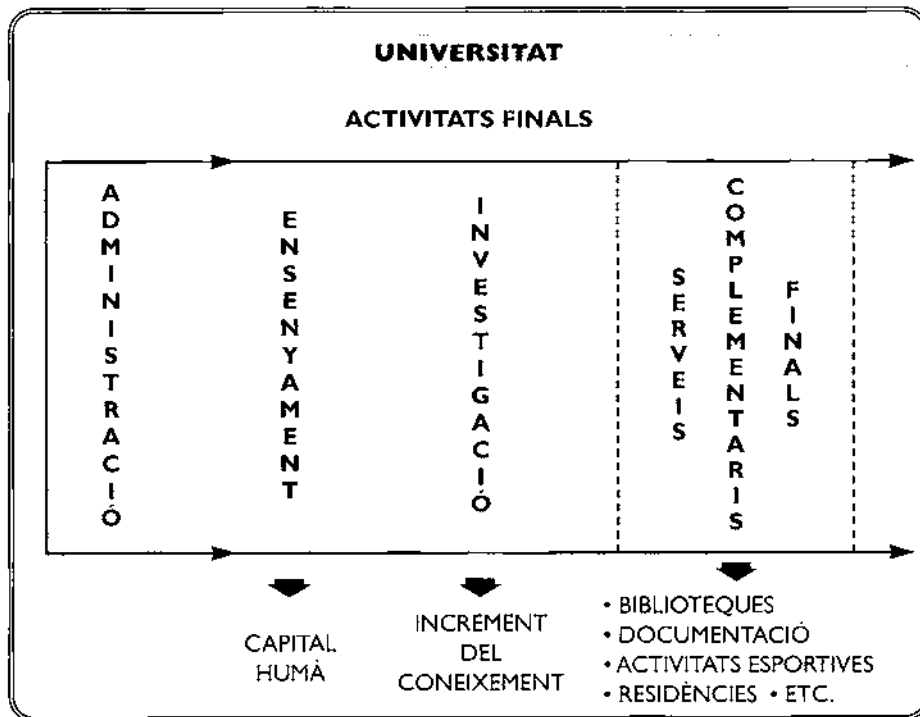 UNIVERSITAT
ACTIVITATS FINALS
ADMINISTRACIÓ
ENSENYAMENT
INVESTIGACIÓ
SERVEIS
COMPLEMENTARIS
FINALS
CAPITAL
HUMÀ
INCREMENT
DEL
CONEIXEMENT
• BIBLIOTEQUES
• DOCUMENTACIÓ
• ACTIVITATS ESPORTIVES
• RESIDÈNCIES • ETC.